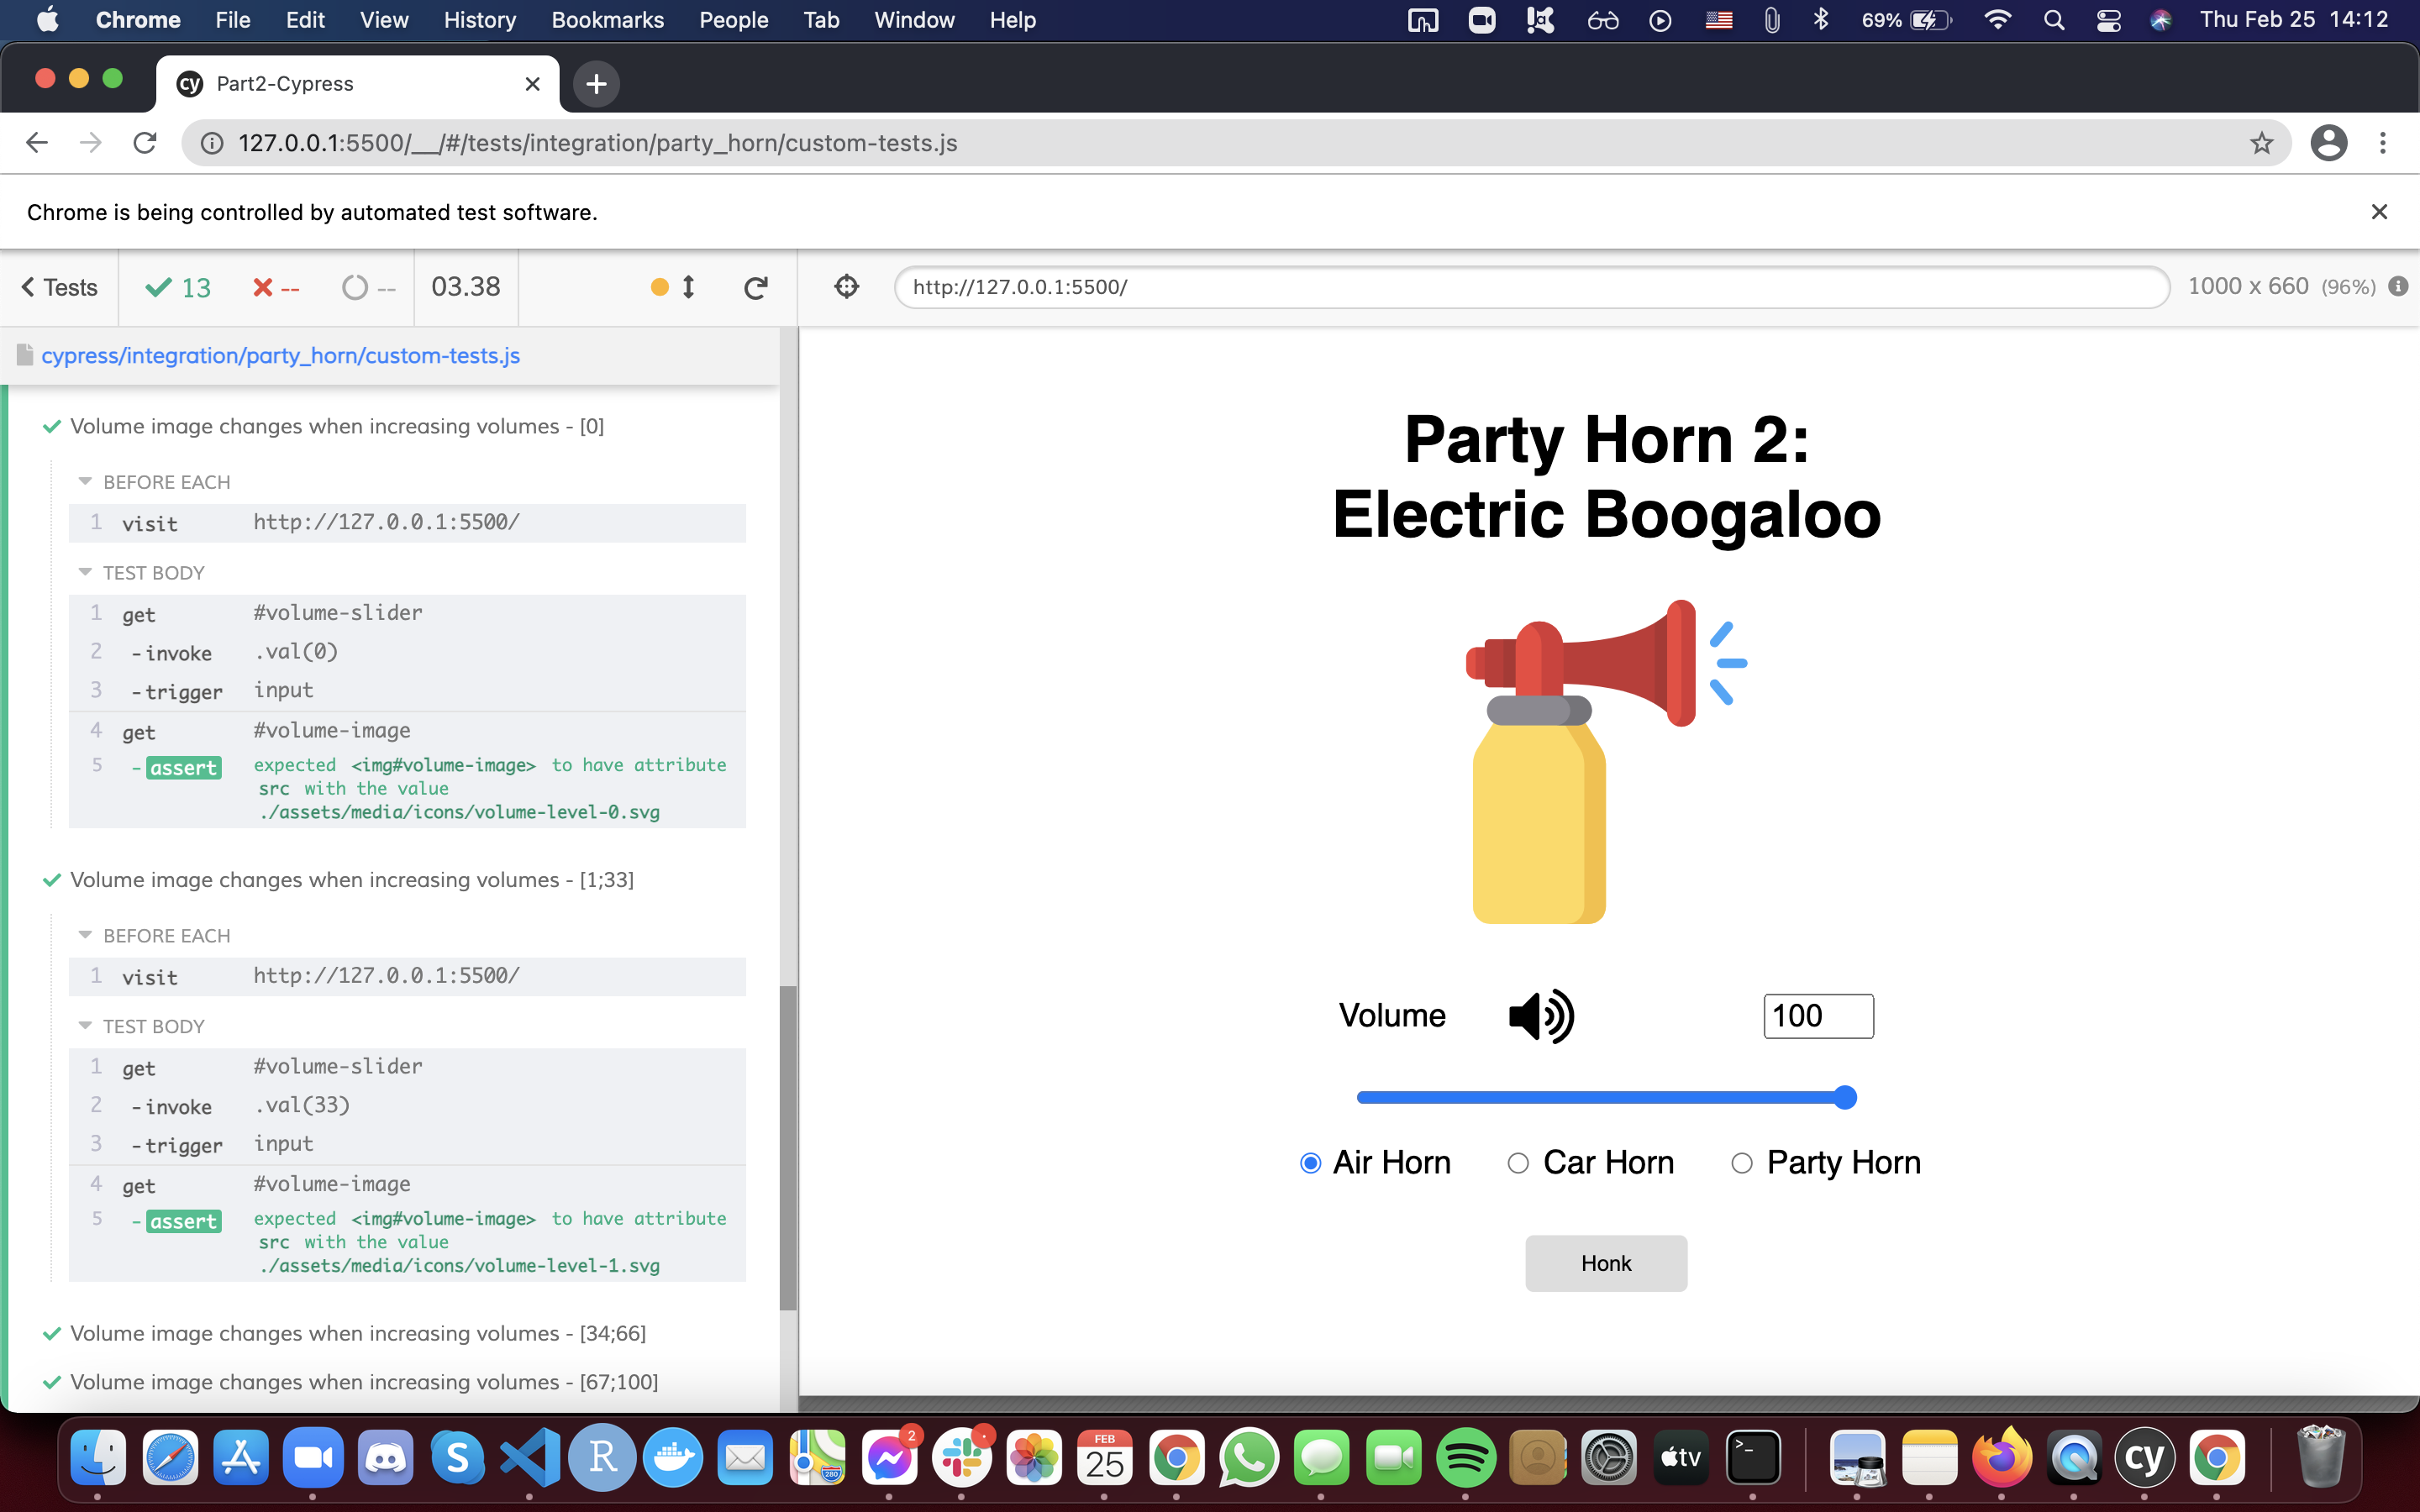 Chrome File Edit View History Bookmarks People Tab Window Help 69% Thu Feb 25 14:12
cy Part2-Cypress
127.0.0.1:5500/__/#/tests/integration/party_horn/custom-tests.js
Chrome is being controlled by automated test software.
Tests 13 -- -- 03.38 http://127.0.0.1:5500/ 1000 x 660 (96%)
cypress/integration/party_horn/custom-tests.js
Volume image changes when increasing volumes - [0]
BEFORE EACH
1 visit http://127.0.0.1:5500/
TEST BODY
1 get #volume-slider
2 -invoke .val(0)
3 -trigger input
4 get #volume-image
5 -assert expected <img#volume-image> to have attribute
src with the value
./assets/media/icons/volume-level-0.svg
Volume image changes when increasing volumes - [1;33]
BEFORE EACH
1 visit http://127.0.0.1:5500/
TEST BODY
1 get #volume-slider
2 -invoke .val(33)
3 -trigger input
4 get #volume-image
5 -assert expected <img#volume-image> to have attribute
src with the value
./assets/media/icons/volume-level-1.svg
Volume image changes when increasing volumes - [34;66]
Volume image changes when increasing volumes - [67;100]
Party Horn 2:
Electric Boogaloo
Volume 100
Air Horn Car Horn Party Horn
Honk
S R 280 2 FEB 25 tv >_ cy